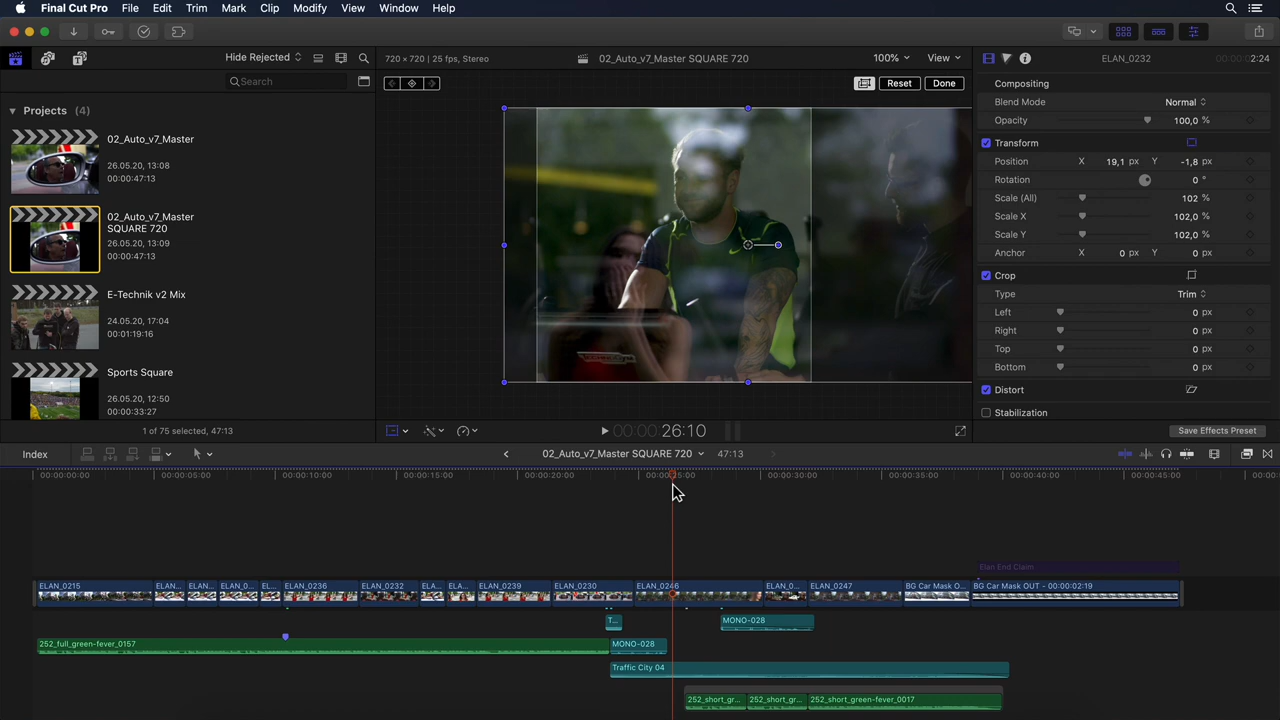 Final Cut Pro File Edit Trim Mark Clip Modify View Window Help
Hide Rejected
720 × 720 | 25 fps, Stereo
02_Auto_v7_Master SQUARE 720
100%
View
ELAN_0232
2:24
Search
Reset
Done
Compositing
Blend Mode Normal
Opacity 100,0 %
Transform
Position X 19,1 px Y -1,8 px
Rotation 0 °
Scale (All) 102 %
Scale X 102,0 %
Scale Y 102,0 %
Anchor X 0 px Y 0 px
Crop
Type Trim
Left 0 px
Right 0 px
Top 0 px
Bottom 0 px
Distort
Stabilization
Save Effects Preset
Projects (4)
02_Auto_v7_Master
26.05.20, 13:08
00:00:47:13
02_Auto_v7_Master
SQUARE 720
26.05.20, 13:09
00:00:47:13
E-Technik v2 Mix
24.05.20, 17:04
00:01:19:16
Sports Square
26.05.20, 12:50
00:00:33:27
1 of 75 selected, 47:13
00:00:26:10
Index
02_Auto_v7_Master SQUARE 720
47:13
00:00:00:00 00:00:05:00 00:00:10:00 00:00:15:00 00:00:20:00 00:00:25:00 00:00:30:00 00:00:35:00 00:00:40:00 00:00:45:00
Elan End Claim
ELAN_0215 ELAN... ELAN... ELAN_0... EL... ELAN_0236 ELAN_0232 ELA... ELA... ELAN_0239 ELAN_0230 ELAN_0246 ELAN_0... ELAN_0247 BG Car Mask O... BG Car Mask OUT - 00:00:02:19
T... MONO-028
252_full_green-fever_0157 MONO-028
Traffic City 04
252_short_gr... 252_short_gr... 252_short_green-fever_0017